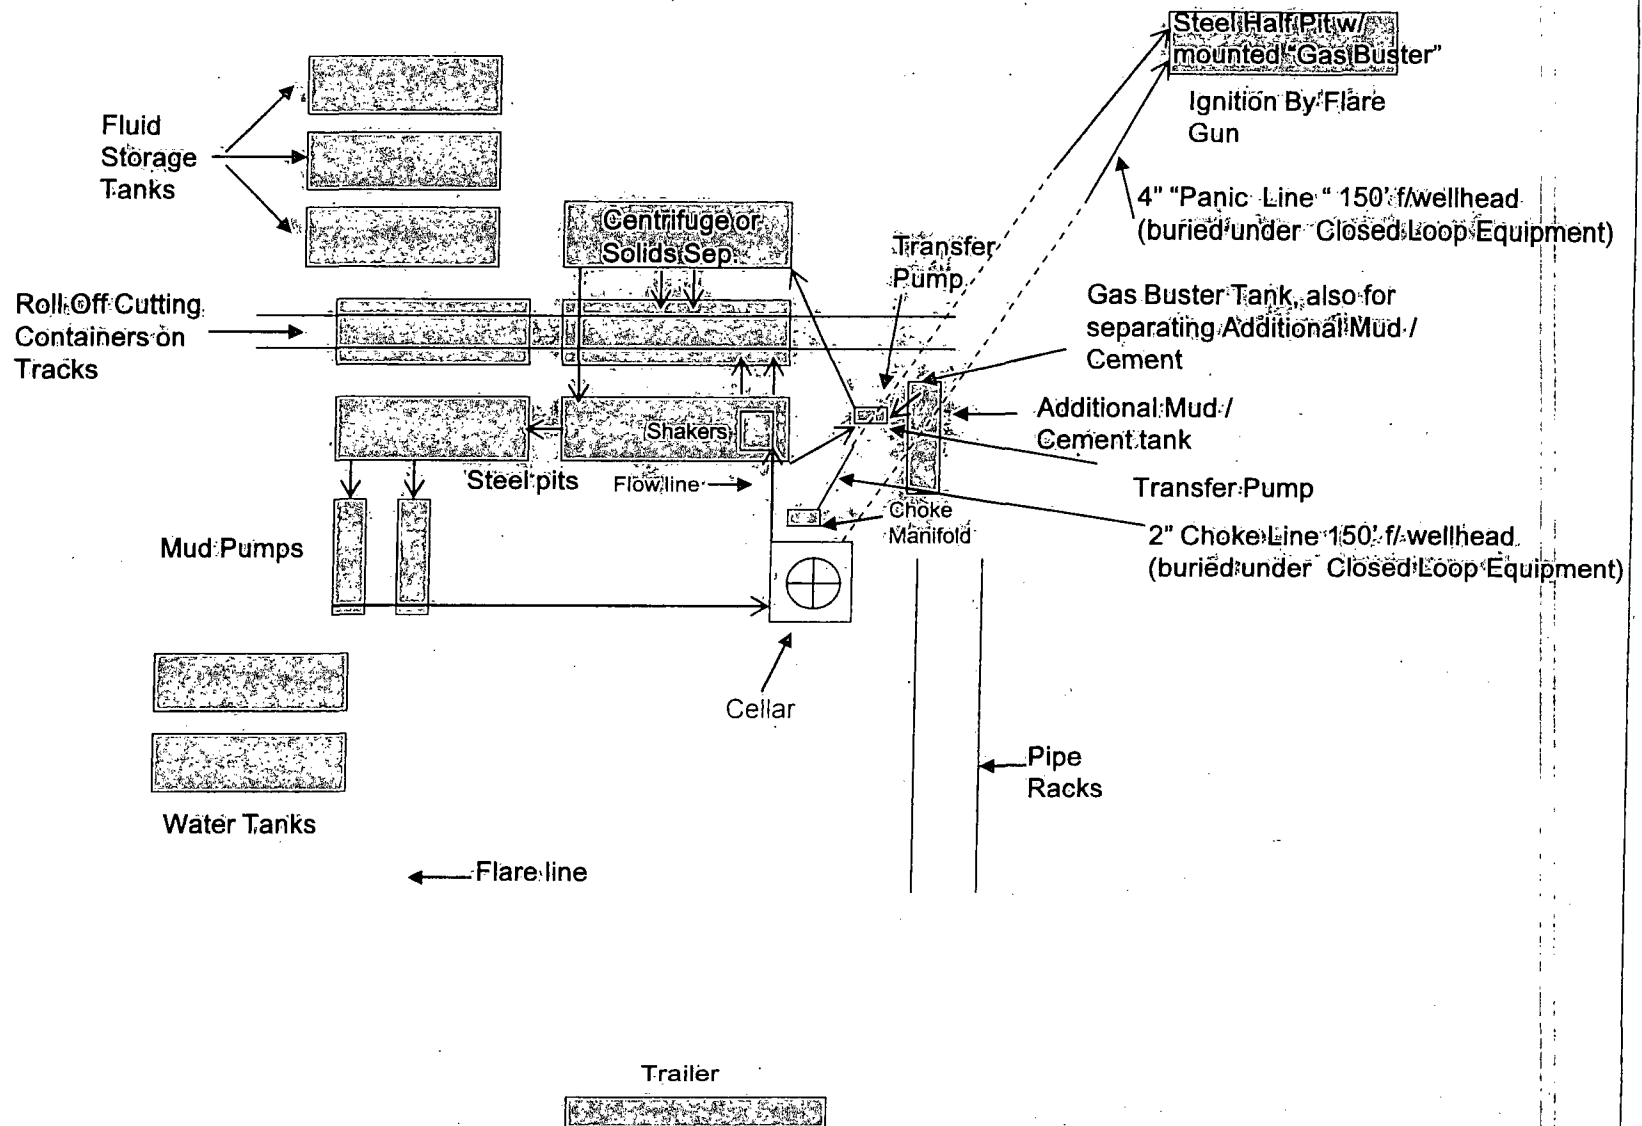 Steel Half Pit w/
mounted "Gas Buster"
Ignition By Flare
Gun
Fluid
Storage
Tanks
4" "Panic Line " 150' f/wellhead
(buried under Closed Loop Equipment)
Centrifuge or
Solids Sep.
Transfer
Pump
Roll Off Cutting
Containers on
Tracks
Gas Buster Tank, also for
separating Additional Mud /
Cement
Additional Mud /
Cement tank
Shakers
Steel pits
Flow line
Transfer Pump
Choke
Manifold
2" Choke Line 150' f/ wellhead
(buried under Closed Loop Equipment)
Mud Pumps
Cellar
Pipe
Racks
Water Tanks
Flare line
Trailer